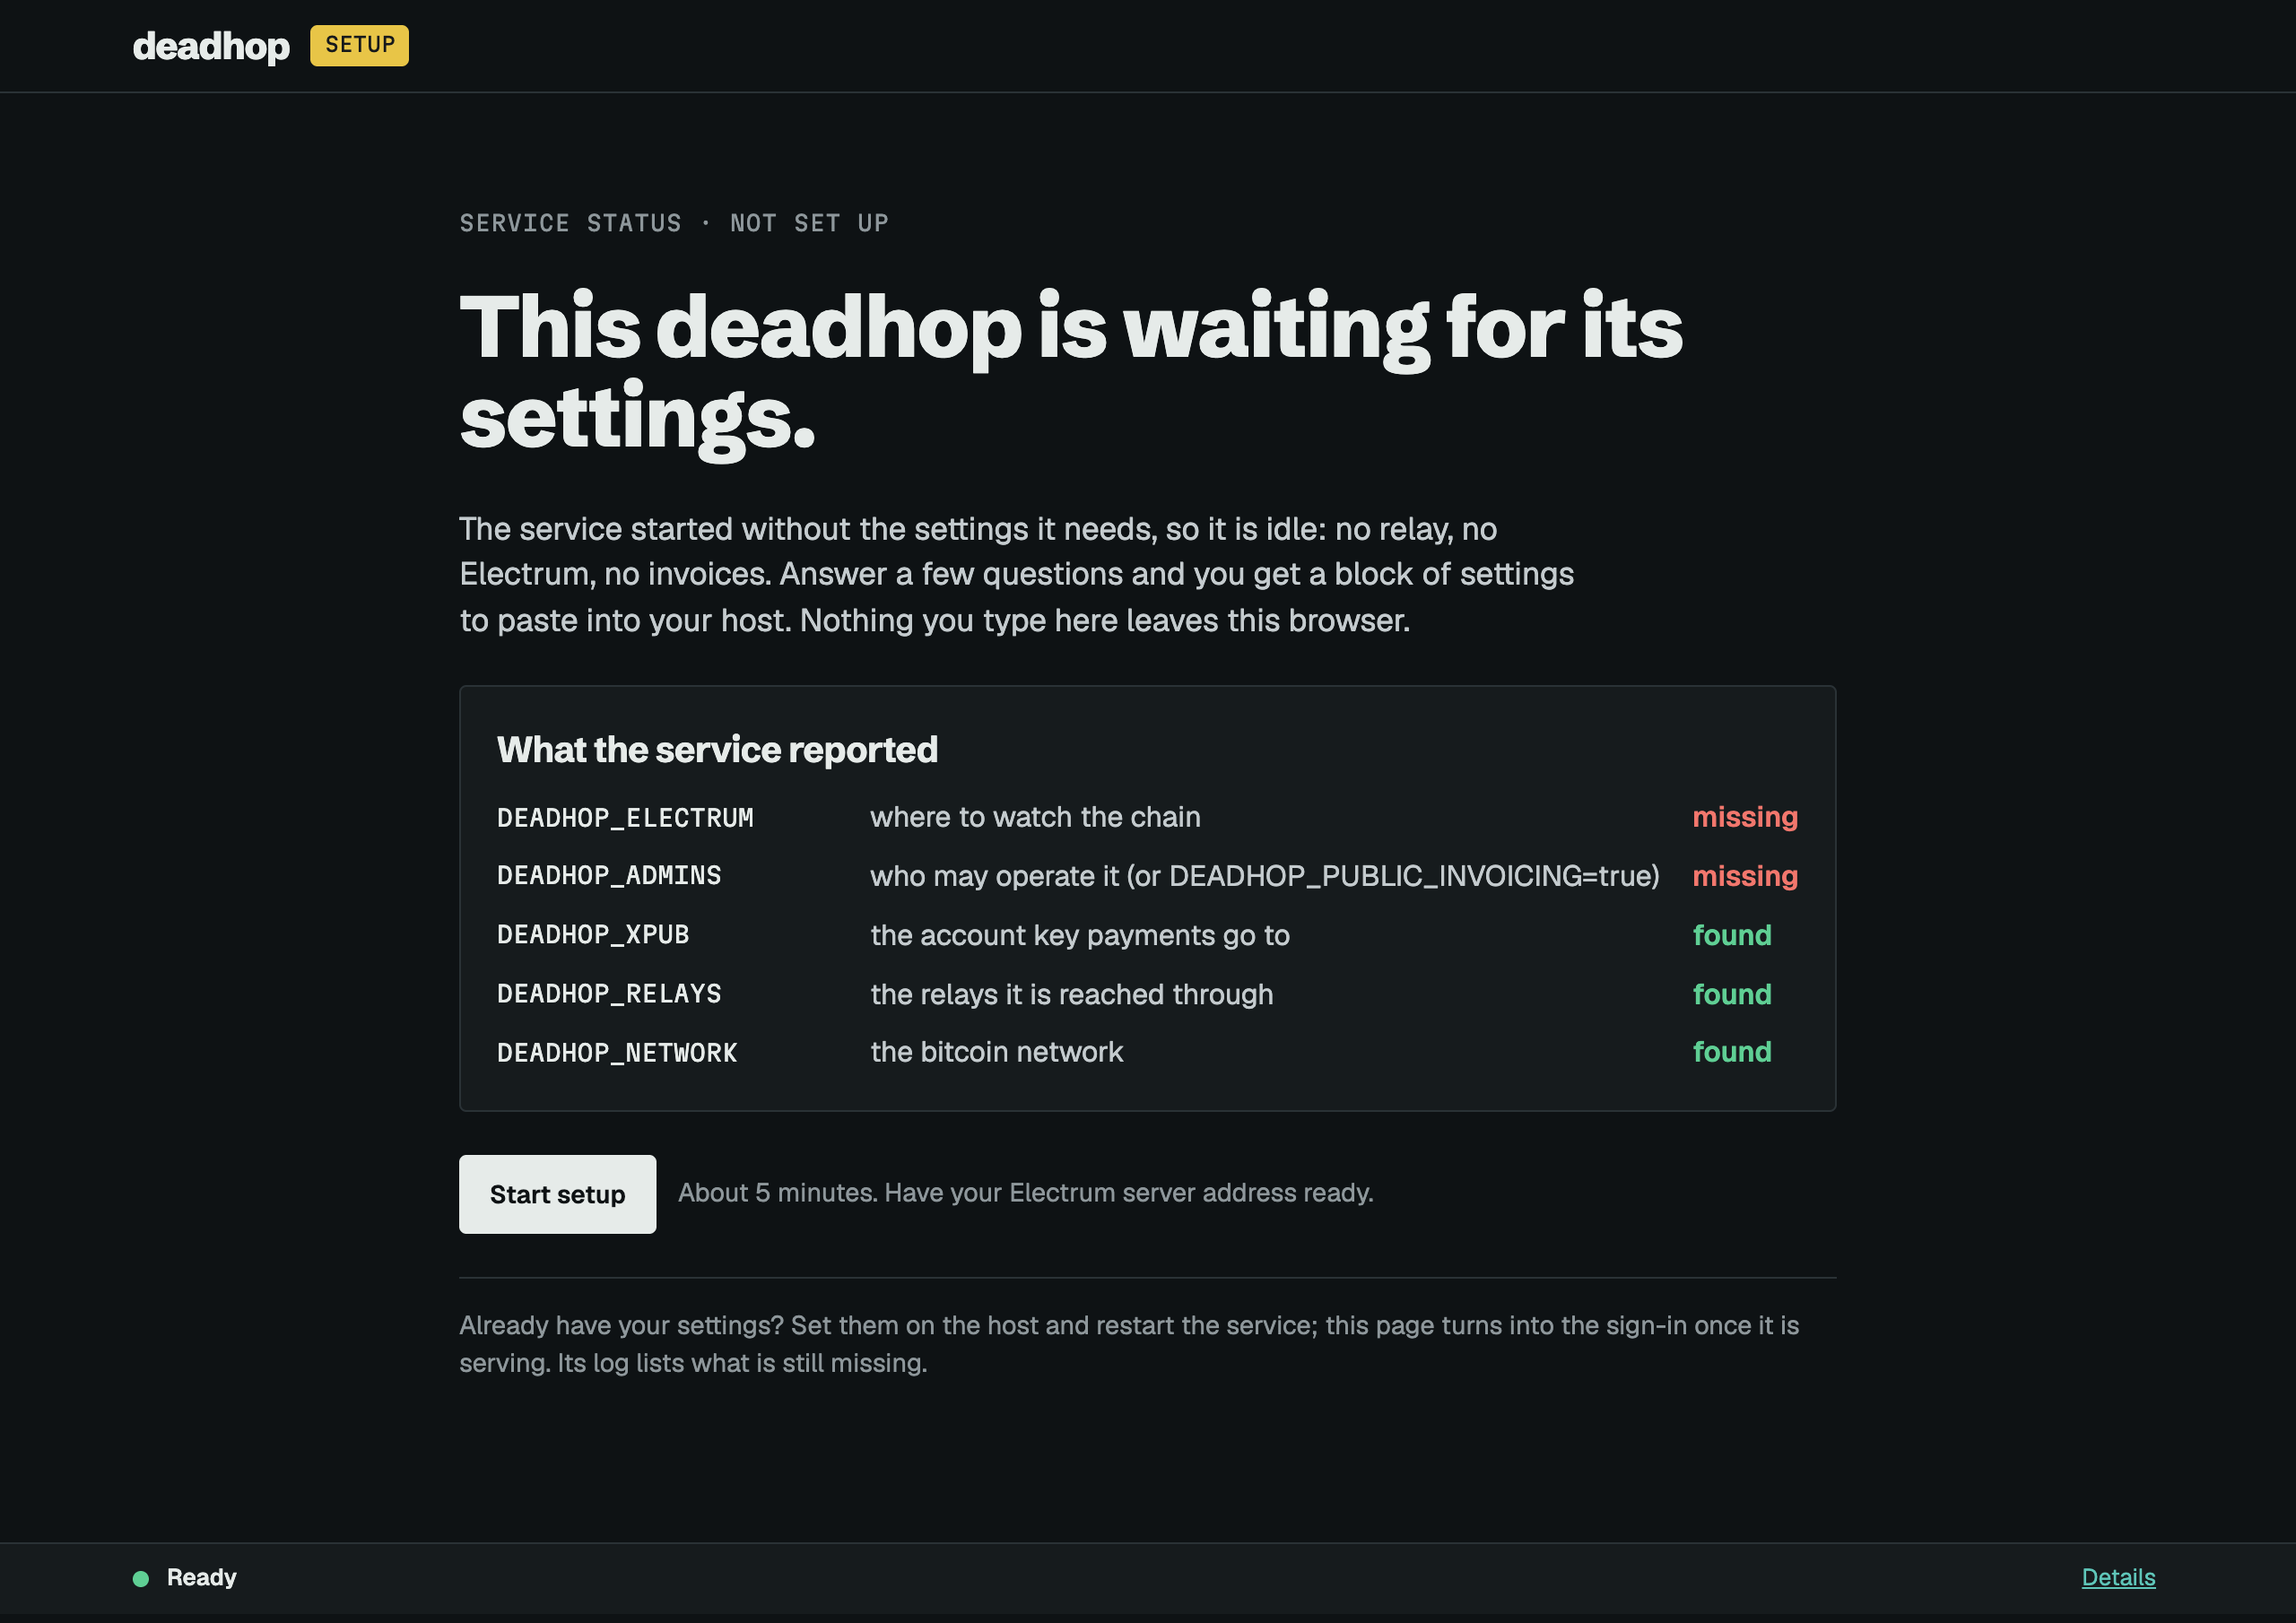 deadhop SETUP
SERVICE STATUS · NOT SET UP
This deadhop is waiting for its
settings.
The service started without the settings it needs, so it is idle: no relay, no
Electrum, no invoices. Answer a few questions and you get a block of settings
to paste into your host. Nothing you type here leaves this browser.
What the service reported
DEADHOP_ELECTRUM where to watch the chain missing
DEADHOP_ADMINS who may operate it (or DEADHOP_PUBLIC_INVOICING=true) missing
DEADHOP_XPUB the account key payments go to found
DEADHOP_RELAYS the relays it is reached through found
DEADHOP_NETWORK the bitcoin network found
Start setup About 5 minutes. Have your Electrum server address ready.
Already have your settings? Set them on the host and restart the service; this page turns into the sign-in once it is
serving. Its log lists what is still missing.
Ready Details